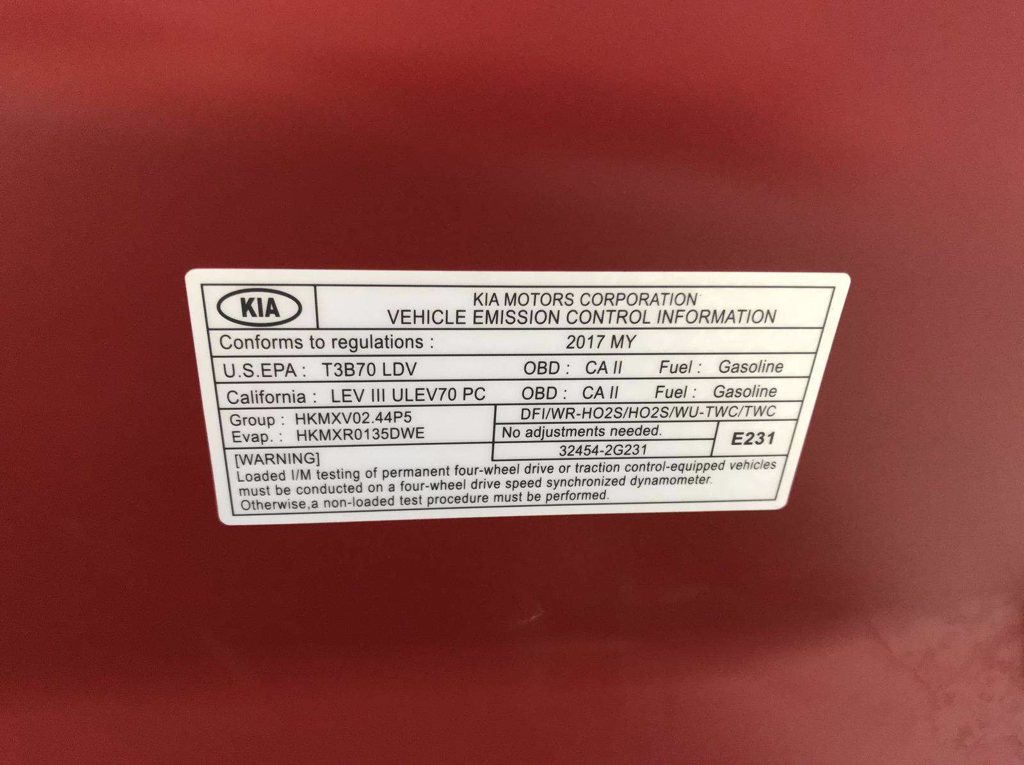 KIA
KIA MOTORS CORPORATION
VEHICLE EMISSION CONTROL INFORMATION
Conforms to regulations : 2017 MY
U.S.EPA : T3B70 LDV OBD : CA II Fuel : Gasoline
California : LEV III ULEV70 PC OBD : CA II Fuel : Gasoline
Group : HKMXV02.44P5
Evap. : HKMXR0135DWE
DFI/WR-HO2S/HO2S/WU-TWC/TWC
No adjustments needed.
32454-2G231
E231
[WARNING]
Loaded I/M testing of permanent four-wheel drive or traction control-equipped vehicles
must be conducted on a four-wheel drive speed synchronized dynamometer.
Otherwise,a non-loaded test procedure must be performed.